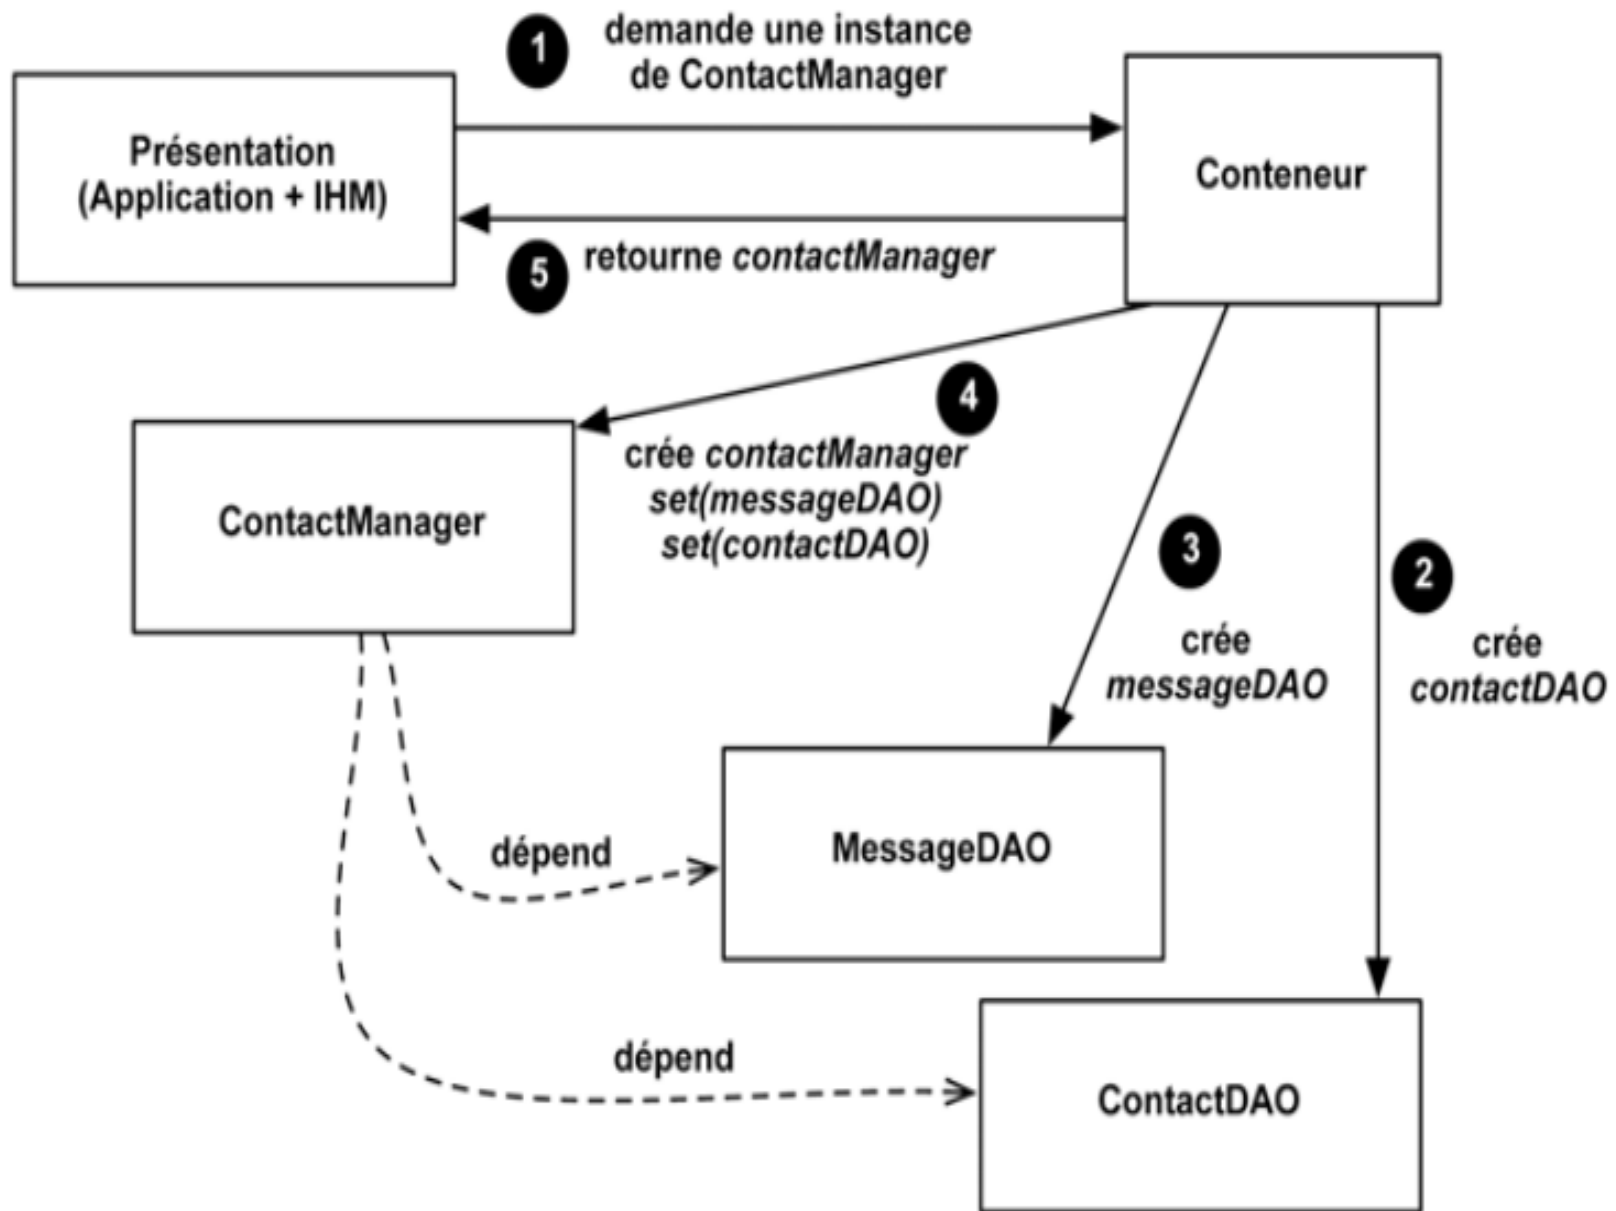 1
demande une instance
de ContactManager
Présentation
(Application + IHM)
Conteneur
5
retourne contactManager
4
crée contactManager
set(messageDAO)
set(contactDAO)
ContactManager
3
crée
messageDAO
2
crée
contactDAO
dépend
MessageDAO
dépend
ContactDAO